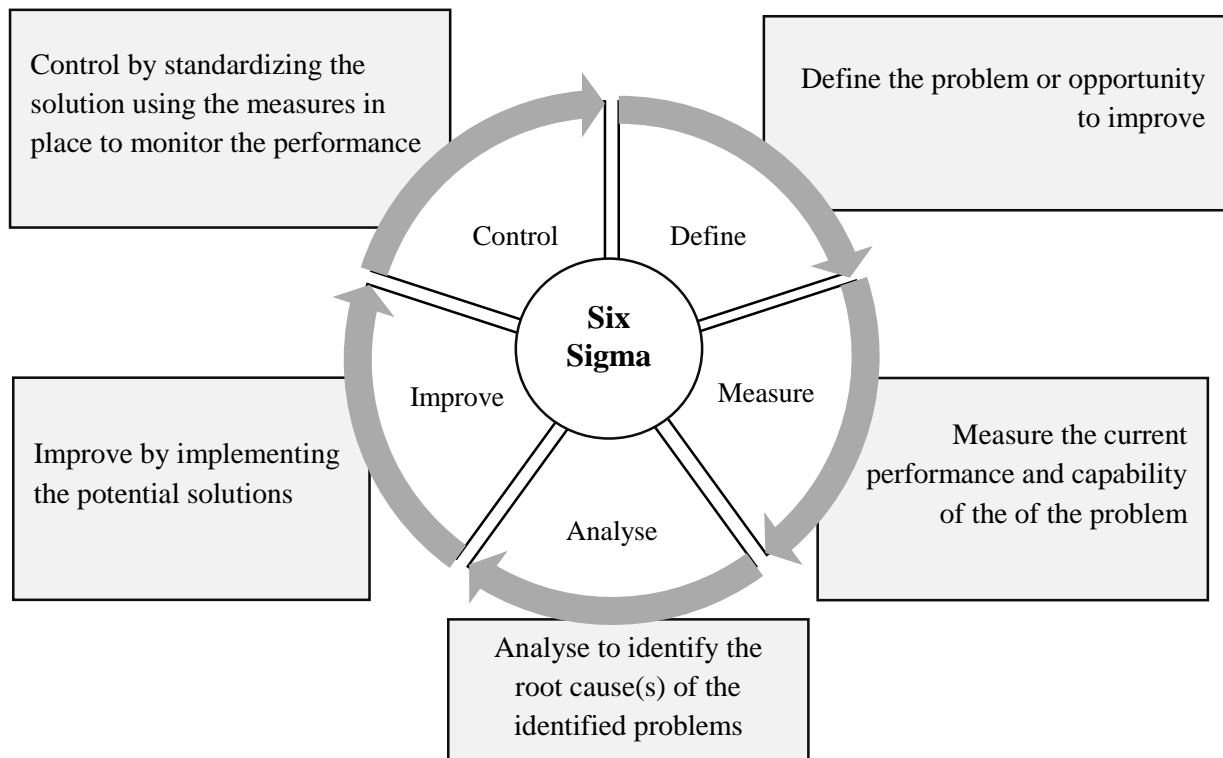 Control by standardizing the
solution using the measures in
place to monitor the performance
Define the problem or opportunity
to improve
Control
Define
Six
Sigma
Improve
Measure
Analyse
Improve by implementing
the potential solutions
Measure the current
performance and capability
of the of the problem
Analyse to identify the
root cause(s) of the
identified problems